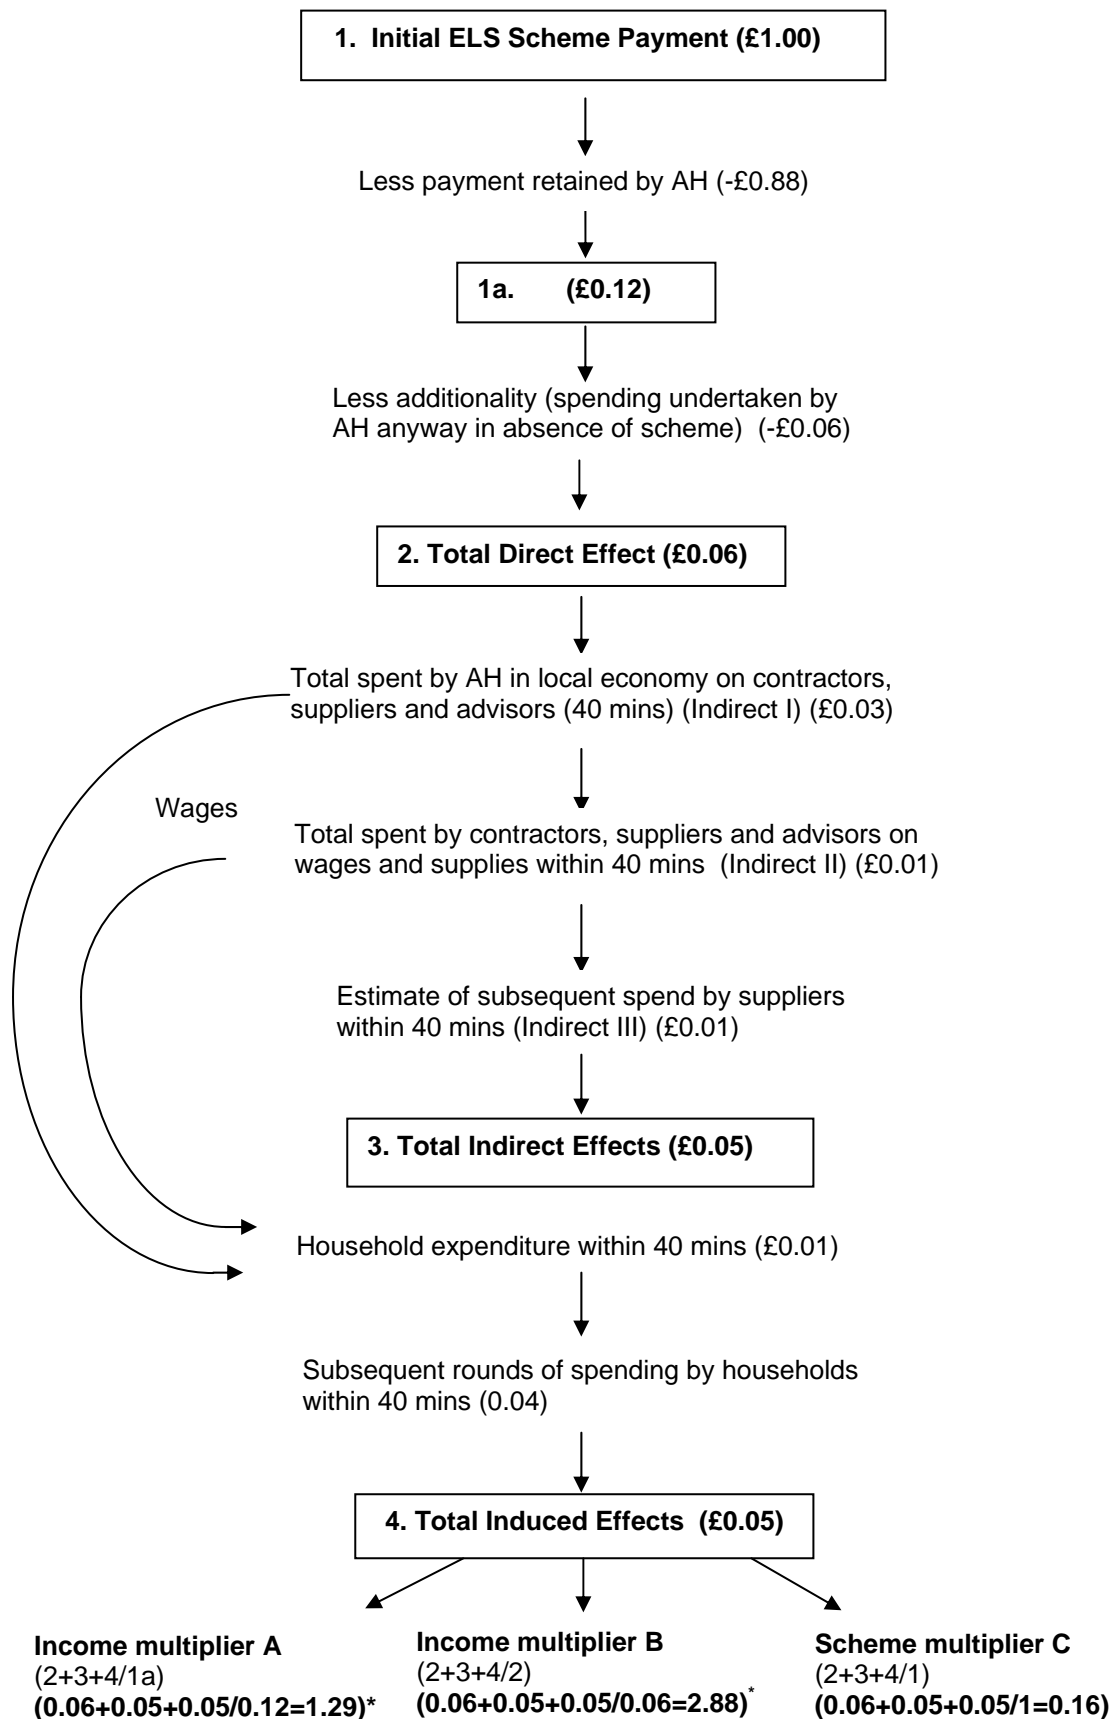 1. Initial ELS Scheme Payment (£1.00)
Less payment retained by AH (-£0.88)
1a. (£0.12)
Less additionality (spending undertaken by
AH anyway in absence of scheme) (-£0.06)
2. Total Direct Effect (£0.06)
Total spent by AH in local economy on contractors,
suppliers and advisors (40 mins) (Indirect I) (£0.03)
Wages
Total spent by contractors, suppliers and advisors on
wages and supplies within 40 mins (Indirect II) (£0.01)
Estimate of subsequent spend by suppliers
within 40 mins (Indirect III) (£0.01)
3. Total Indirect Effects (£0.05)
Household expenditure within 40 mins (£0.01)
Subsequent rounds of spending by households
within 40 mins (0.04)
4. Total Induced Effects (£0.05)
Income multiplier A
(2+3+4/1a)
(0.06+0.05+0.05/0.12=1.29)*
Income multiplier B
(2+3+4/2)
(0.06+0.05+0.05/0.06=2.88)*
Scheme multiplier C
(2+3+4/1)
(0.06+0.05+0.05/1=0.16)